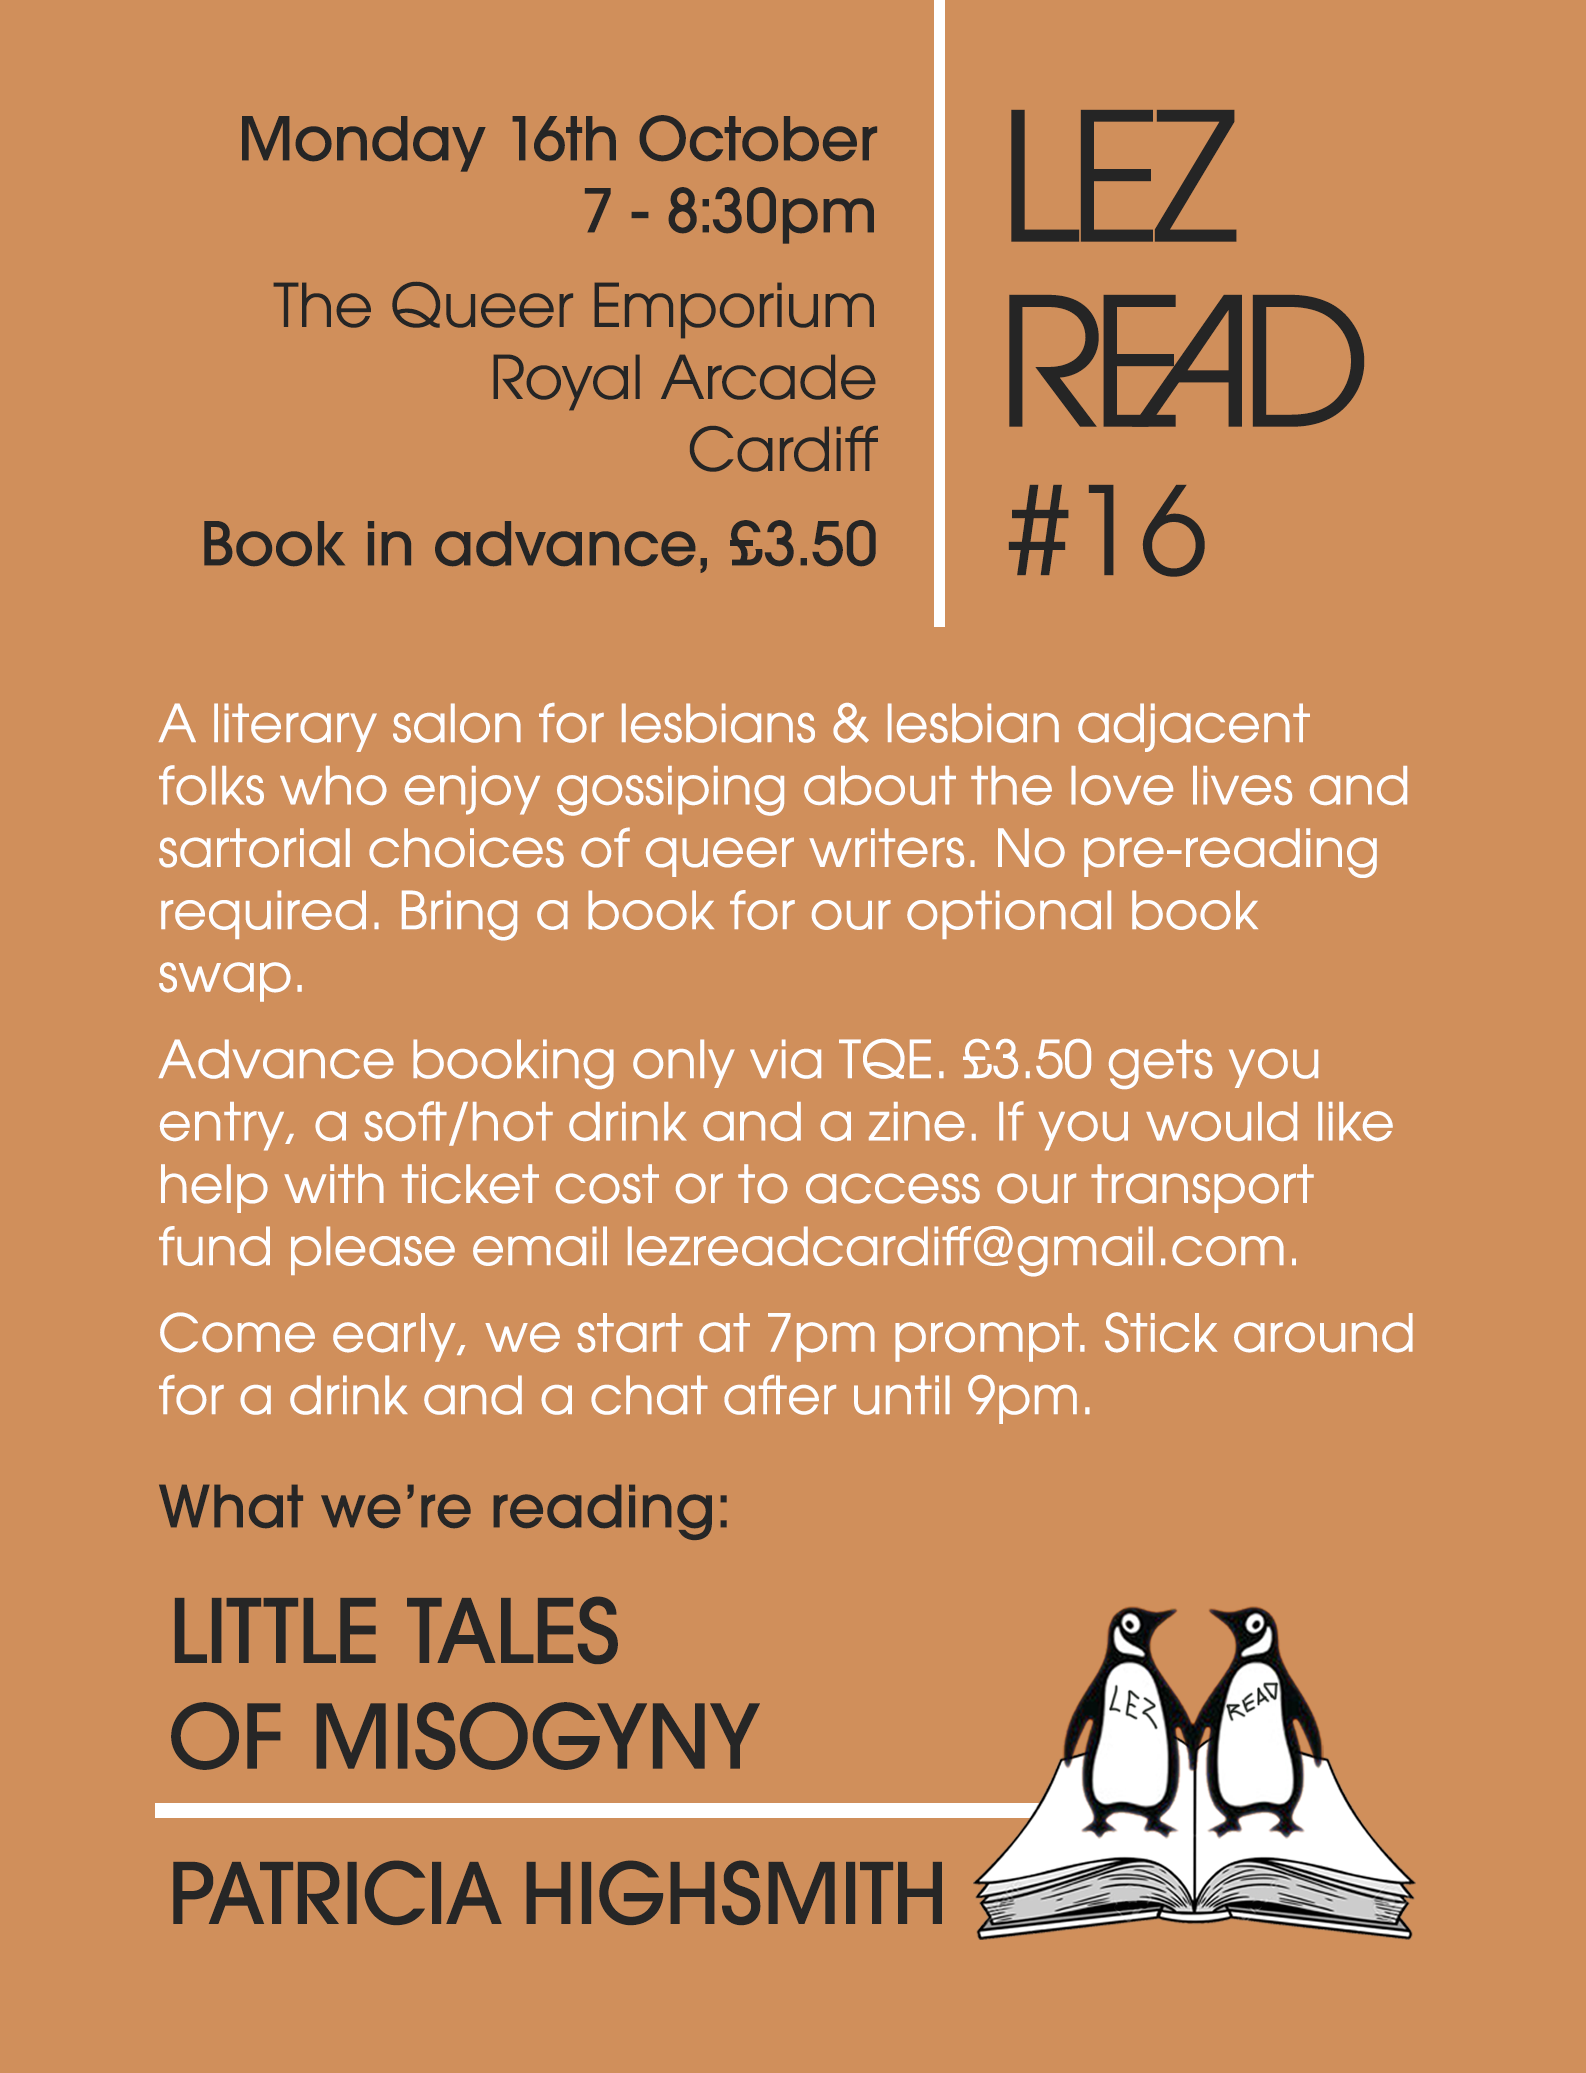 Monday 16th October
7 - 8:30pm
The Queer Emporium
Royal Arcade
Cardiff
Book in advance, £3.50
LEZ
READ
#16
A literary salon for lesbians & lesbian adjacent
folks who enjoy gossiping about the love lives and
sartorial choices of queer writers. No pre-reading
required. Bring a book for our optional book
swap.
Advance booking only via TQE. £3.50 gets you
entry, a soft/hot drink and a zine. If you would like
help with ticket cost or to access our transport
fund please email lezreadcardiff@gmail.com.
Come early, we start at 7pm prompt. Stick around
for a drink and a chat after until 9pm.
What we’re reading:
LITTLE TALES
OF MISOGYNY
PATRICIA HIGHSMITH
LEZ
READ